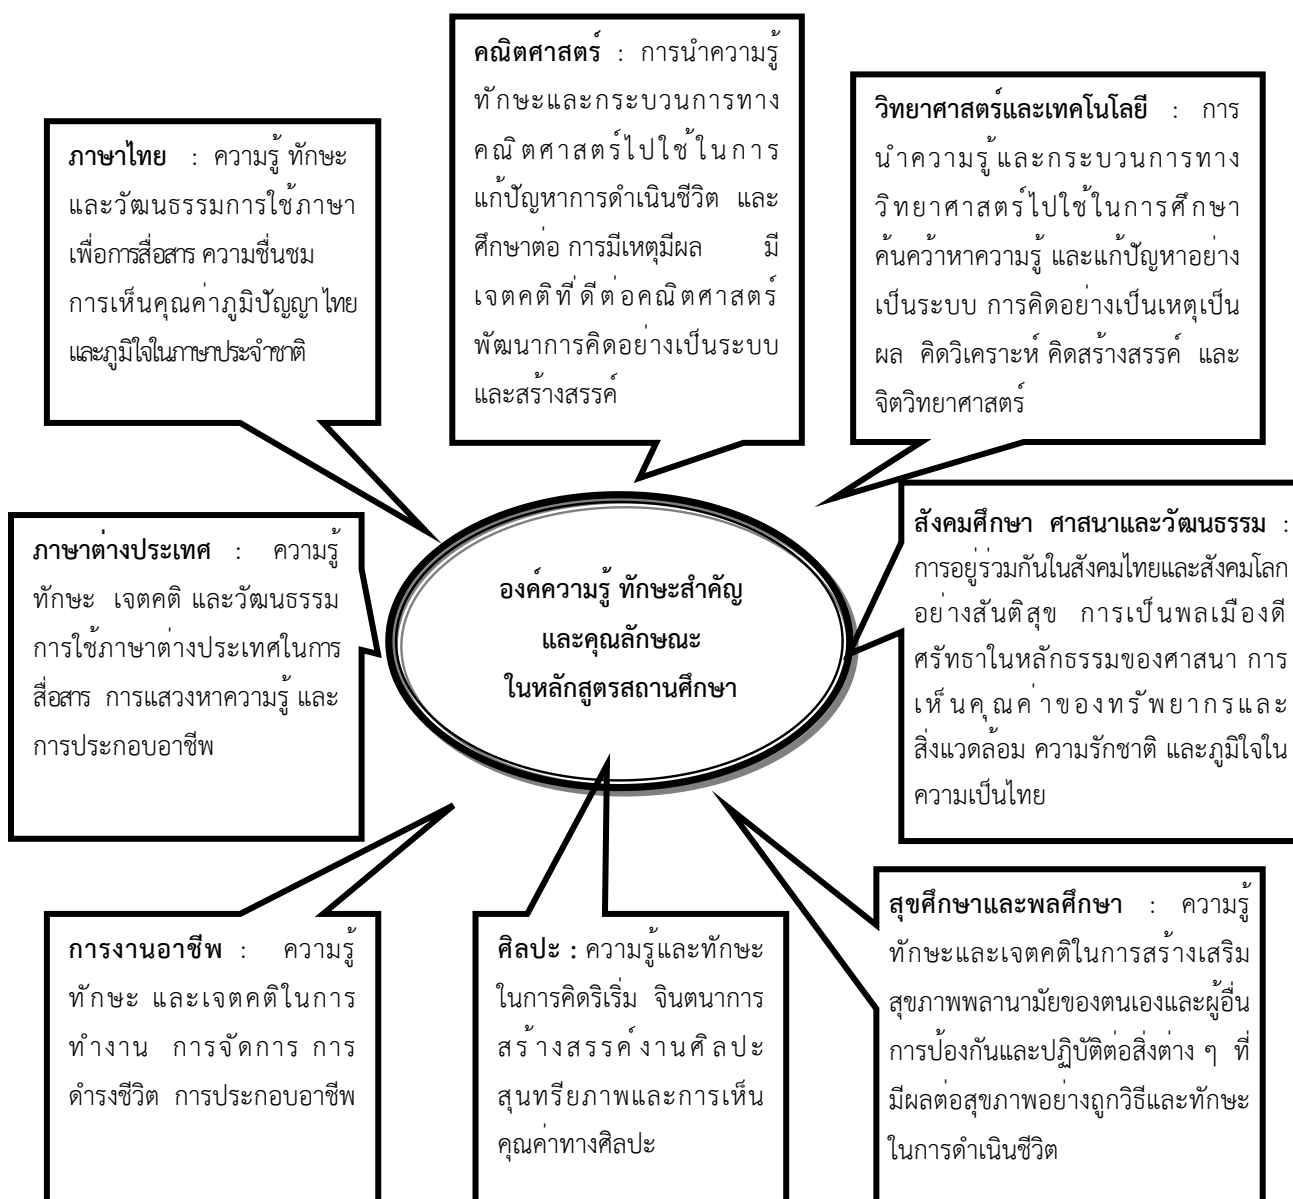 คณิตศาสตร์ : การนำความรู้
ทักษะและกระบวนการทาง
คณิตศาสตร์ไปใช้ในการ
แก้ปัญหาการดำเนินชีวิต และ
ศึกษาต่อ การมีเหตุมีผล มี
เจตคติที่ดีต่อคณิตศาสตร์
พัฒนาการคิดอย่างเป็นระบบ
และสร้างสรรค์
วิทยาศาสตร์และเทคโนโลยี : การ
นำความรู้และกระบวนการทาง
วิทยาศาสตร์ไปใช้ในการศึกษา
ค้นคว้าหาความรู้ และแก้ปัญหาอย่าง
เป็นระบบ การคิดอย่างเป็นเหตุเป็น
ผล คิดวิเคราะห์ คิดสร้างสรรค์ และ
จิตวิทยาศาสตร์
ภาษาไทย : ความรู้ ทักษะ
และวัฒนธรรมการใช้ภาษา
เพื่อการสื่อสาร ความชื่นชม
การเห็นคุณค่าภูมิปัญญา ไทย
และภูมิใจในภาษาประจำชาติ
สังคมศึกษา ศาสนาและวัฒนธรรม :
การอยู่ร่วมกันในสังคมไทยและสังคมโลก
อย่างสันติสุข การเป็นพลเมืองดี
ศรัทธาในหลักธรรมของศาสนา การ
เห็นคุณค่าของทรัพยากรและ
สิ่งแวดล้อม ความรักชาติ และภูมิใจใน
ความเป็นไทย
ภาษาต่างประเทศ : ความรู้
ทักษะ เจตคติ และวัฒนธรรม
การใช้ภาษาต่างประเทศในการ
สื่อสาร การแสวงหาความรู้ และ
การประกอบอาชีพ
องค์ความรู้ ทักษะสำคัญ
และคุณลักษณะ
ในหลักสูตรสถานศึกษา
การงานอาชีพ : ความรู้
ทักษะ และเจตคติในการ
ทำงาน การจัดการ การ
ดำรงชีวิต การประกอบอาชีพ
ศิลปะ : ความรู้และทักษะ
ในการคิดริเริ่ม จินตนาการ
สร้างสรรค์งานศิลปะ
สุนทรียภาพและการเห็น
คุณค่าทางศิลปะ
สุขศึกษาและพลศึกษา : ความรู้
ทักษะและเจตคติในการสร้างเสริม
สุขภาพพลานามัยของตนเองและผู้อื่น
การป้องกันและปฏิบัติต่อสิ่งต่าง ๆ ที่
มีผลต่อสุขภาพอย่างถูกวิธีและทักษะ
ในการดำเนินชีวิต